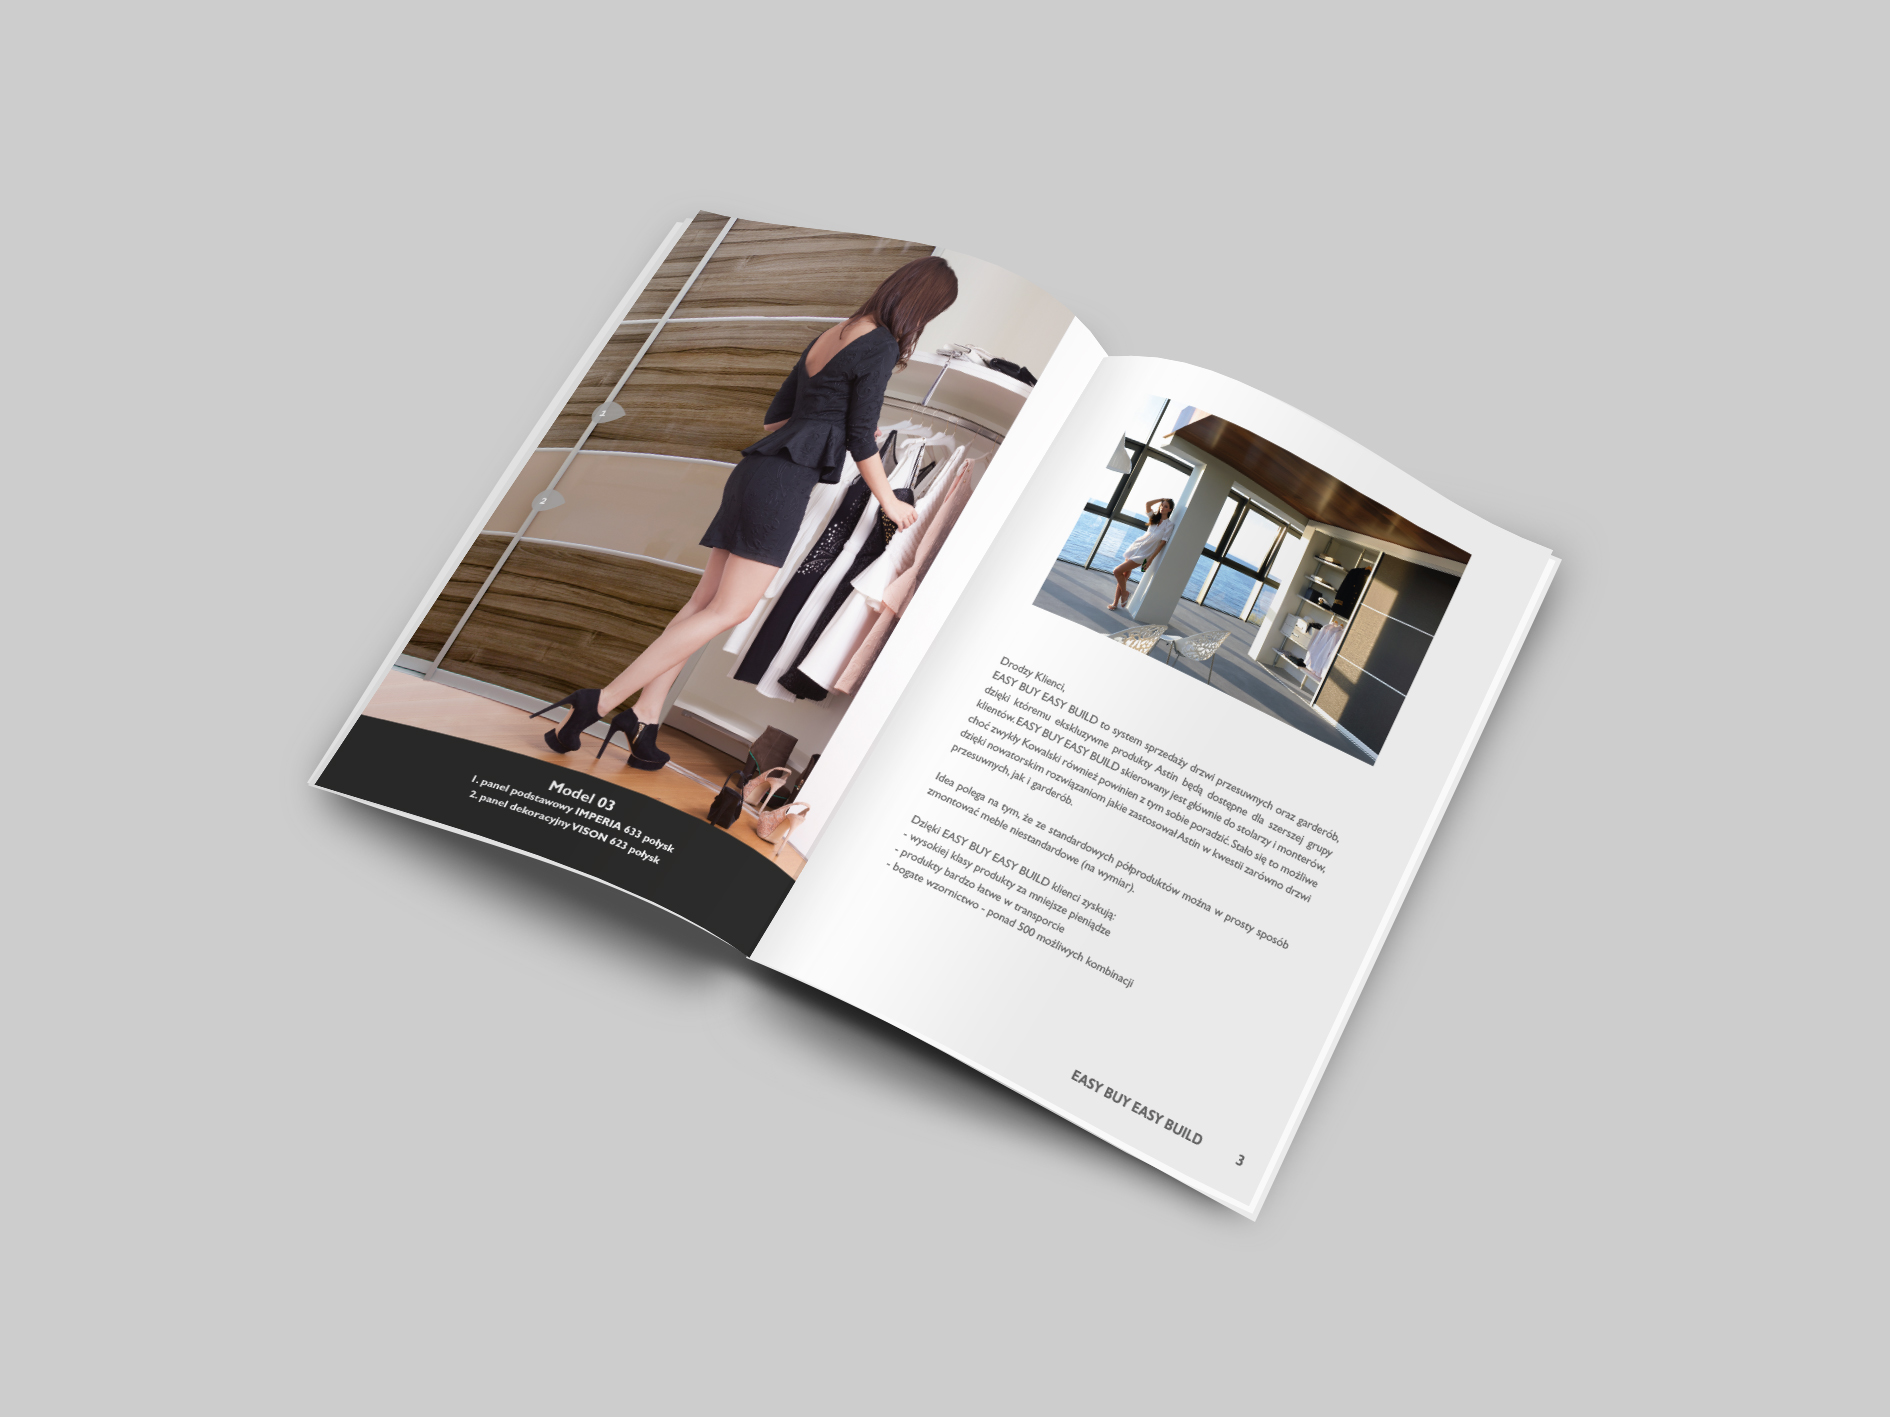 1
2
Model 03
1. panel podstawowy IMPERIA 633 połysk
2. panel dekoracyjny VISON 623 połysk
Drodzy Klienci,
EASY BUY EASY BUILD to system sprzedaży drzwi przesuwnych oraz garderób,
dzięki któremu ekskluzywne produkty Astin będą dostępne dla szerszej grupy
klientów. EASY BUY EASY BUILD skierowany jest głównie do stolarzy i monterów,
choć zwykły Kowalski również powinien z tym sobie poradzić. Stało się to możliwe
dzięki nowatorskim rozwiązaniom jakie zastosował Astin w kwestii zarówno drzwi
przesuwnych, jak i garderób.
Idea polega na tym, że ze standardowych półproduktów można w prosty sposób
zmontować meble niestandardowe (na wymiar).
Dzięki EASY BUY EASY BUILD klienci zyskują:
- wysokiej klasy produkty za mniejsze pieniądze
- produkty bardzo łatwe w transporcie
- bogate wzornictwo - ponad 500 możliwych kombinacji
EASY BUY EASY BUILD
3